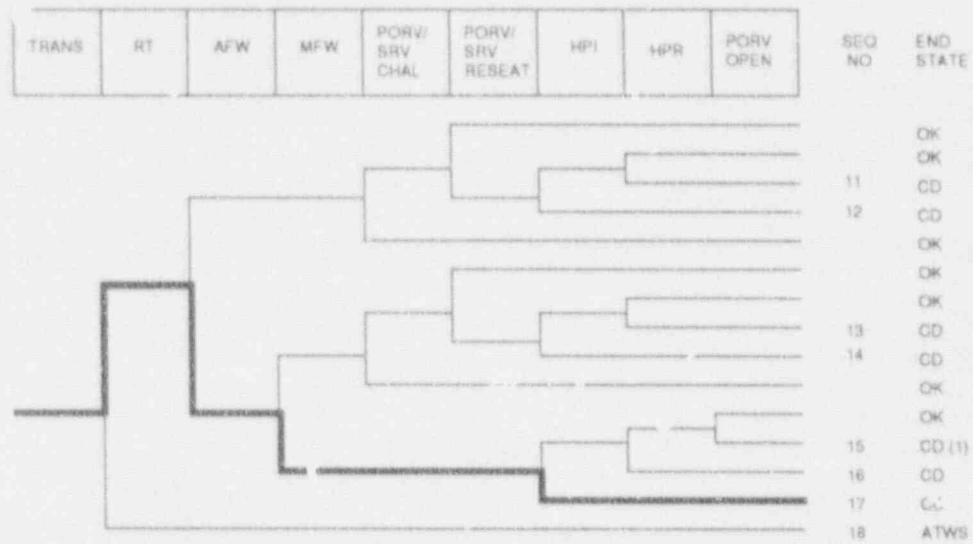 TRANS RT AFW MFW PORV/ SRV CHAL PORV/ SRV RESEAT HPI HPR PORV OPEN SEQ NO END STATE
OK
OK
11 CD
12 CD
OK
OK
OK
13 CD
14 CD
OK
OK
15 CD (1)
16 CD
17
18 ATWS